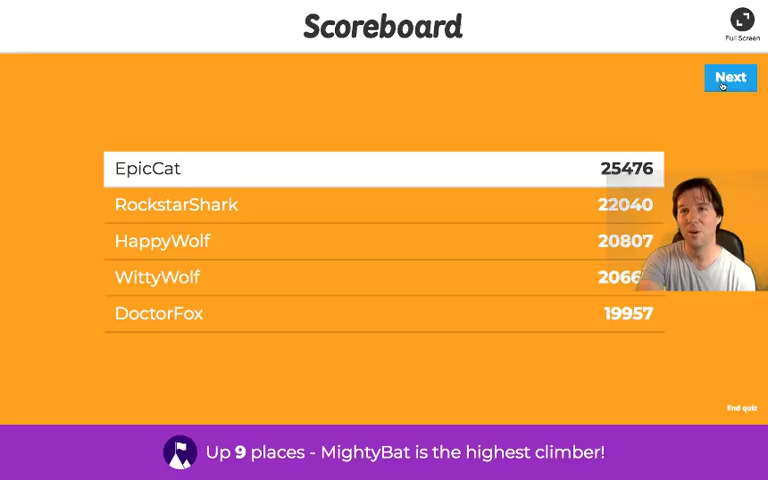 Scoreboard
Full Screen
Next
EpicCat 25476
RockstarShark 22040
HappyWolf 20807
WittyWolf
DoctorFox 19957
End quiz
Up 9 places - MightyBat is the highest climber!